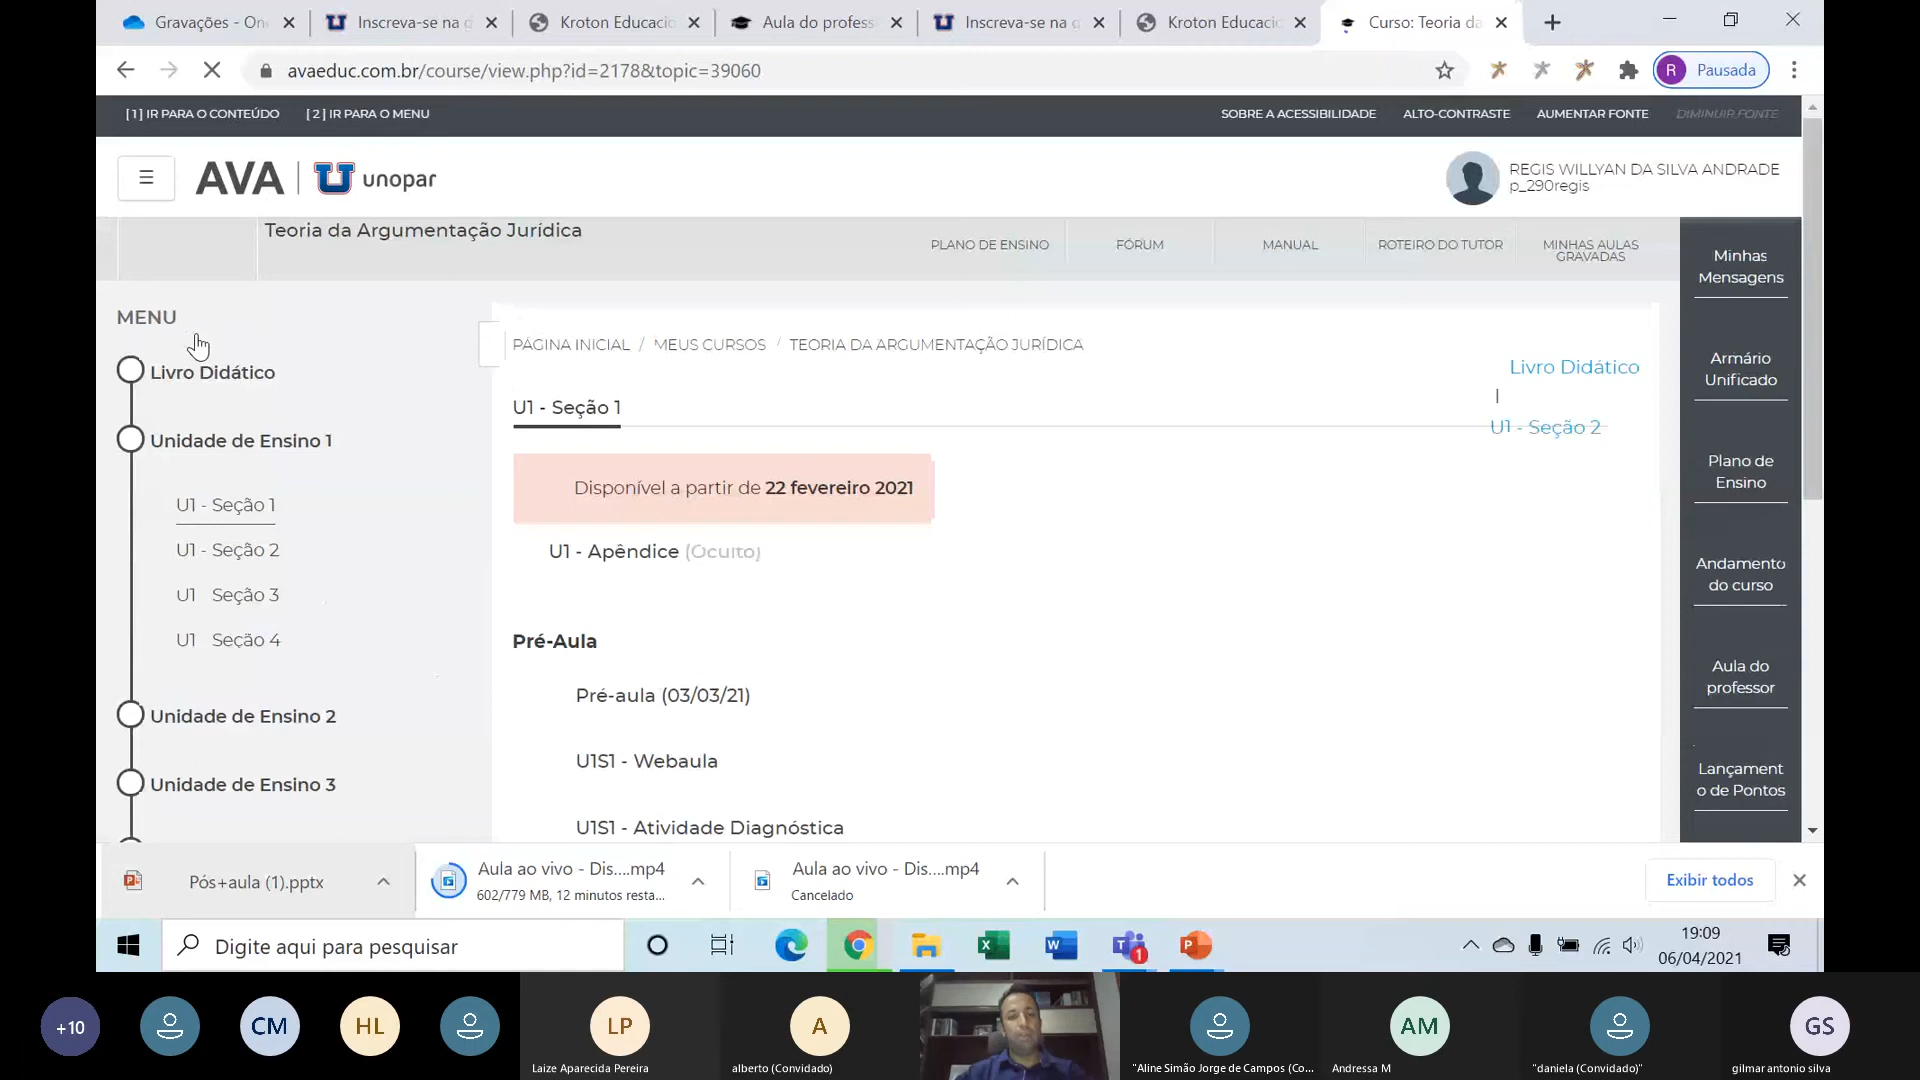 Gravações - On
Inscreva-se na g
Kroton Educacio
Aula do profess
Inscreva-se na g
Kroton Educacio
Curso: Teoria da
avaeduc.com.br/course/view.php?id=2178&topic=39060
R Pausada
[ 1 ] IR PARA O CONTEÚDO
[ 2 ] IR PARA O MENU
SOBRE A ACESSIBILIDADE
ALTO-CONTRASTE
AUMENTAR FONTE
DIMINUIR FONTE
AVA | unopar
REGIS WILLYAN DA SILVA ANDRADE
p_290regis
Teoria da Argumentação Jurídica
PLANO DE ENSINO
FÓRUM
MANUAL
ROTEIRO DO TUTOR
MINHAS AULAS
GRAVADAS
MENU
Livro Didático
Unidade de Ensino 1
U1 - Seção 1
U1 - Seção 2
U1 Seção 3
U1 Seção 4
Unidade de Ensino 2
Unidade de Ensino 3
PÁGINA INICIAL / MEUS CURSOS / TEORIA DA ARGUMENTAÇÃO JURÍDICA
Livro Didático
|
U1 - Seção 2
U1 - Seção 1
Disponível a partir de 22 fevereiro 2021
U1 - Apêndice (Oculto)
Pré-Aula
Pré-aula (03/03/21)
U1S1 - Webaula
U1S1 - Atividade Diagnóstica
Minhas
Mensagens
Armário
Unificado
Plano de
Ensino
Andamento
do curso
Aula do
professor
Lançament
o de Pontos
Pós+aula (1).pptx
Aula ao vivo - Dis....mp4
602/779 MB, 12 minutos resta...
Aula ao vivo - Dis....mp4
Cancelado
Exibir todos
Digite aqui para pesquisar
1
19:09
06/04/2021
+10
CM
HL
LP
Laize Aparecida Pereira
A
alberto (Convidado)
"Aline Simão Jorge de Campos (Co...
AM
Andressa M
"daniela (Convidado)"
GS
gilmar antonio silva